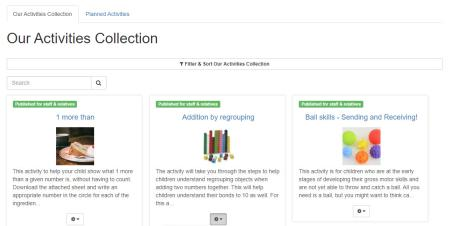 Our Activities Collection
Planned Activities
Our Activities Collection
Filter & Sort Our Activities Collection
Search
Published for staff & relatives
1 more than
This activity to help your child show what 1 more
than a given number is, without having to count.
Download the attached sheet and write an
appropriate number in the circle for each of the
ingredien...
Published for staff & relatives
Addition by regrouping
The activity will take you through the steps to help
children understand regrouping objects when
adding two numbers together. This will help
children understand their bonds to 10 as well. For
this a...
Published for staff & relatives
Ball skills - Sending and Receiving!
This activity is for children who are at the early
stages of developing their gross motor skills and
are not yet able to throw and catch a ball. All you
need is a ball, but you might want to think ca...